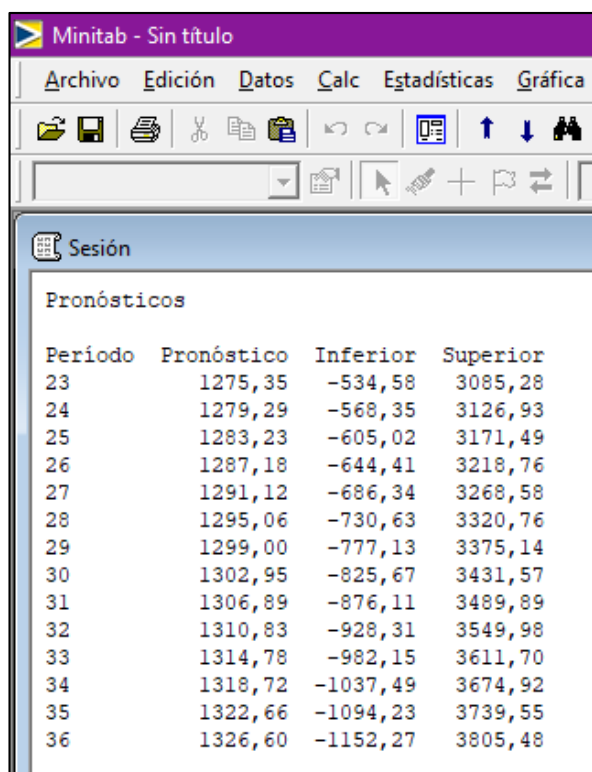 Minitab - Sin título
Archivo Edición Datos Calc Estadísticas Gráfica
Sesión
Pronósticos
Período Pronóstico Inferior Superior
23 1275,35 -534,58 3085,28
24 1279,29 -568,35 3126,93
25 1283,23 -605,02 3171,49
26 1287,18 -644,41 3218,76
27 1291,12 -686,34 3268,58
28 1295,06 -730,63 3320,76
29 1299,00 -777,13 3375,14
30 1302,95 -825,67 3431,57
31 1306,89 -876,11 3489,89
32 1310,83 -928,31 3549,98
33 1314,78 -982,15 3611,70
34 1318,72 -1037,49 3674,92
35 1322,66 -1094,23 3739,55
36 1326,60 -1152,27 3805,48